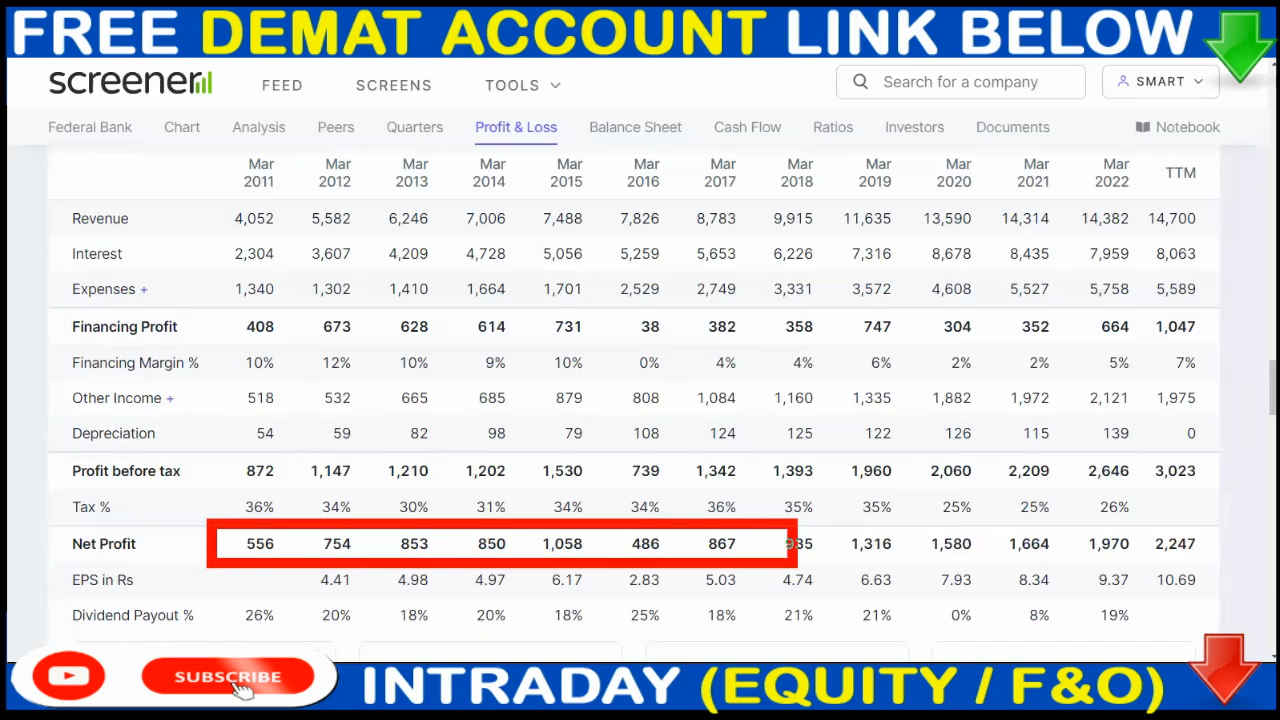 FREE DEMAT ACCOUNT LINK BELOW
screener FEED SCREENS TOOLS Search for a company SMART
Federal Bank Chart Analysis Peers Quarters Profit & Loss Balance Sheet Cash Flow Ratios Investors Documents Notebook
Mar 2011 Mar 2012 Mar 2013 Mar 2014 Mar 2015 Mar 2016 Mar 2017 Mar 2018 Mar 2019 Mar 2020 Mar 2021 Mar 2022 TTM
Revenue 4,052 5,582 6,246 7,006 7,488 7,826 8,783 9,915 11,635 13,590 14,314 14,382 14,700
Interest 2,304 3,607 4,209 4,728 5,056 5,259 5,653 6,226 7,316 8,678 8,435 7,959 8,063
Expenses + 1,340 1,302 1,410 1,664 1,701 2,529 2,749 3,331 3,572 4,608 5,527 5,758 5,589
Financing Profit 408 673 628 614 731 38 382 358 747 304 352 664 1,047
Financing Margin % 10% 12% 10% 9% 10% 0% 4% 4% 6% 2% 2% 5% 7%
Other Income + 518 532 665 685 879 808 1,084 1,160 1,335 1,882 1,972 2,121 1,975
Depreciation 54 59 82 98 79 108 124 125 122 126 115 139 0
Profit before tax 872 1,147 1,210 1,202 1,530 739 1,342 1,393 1,960 2,060 2,209 2,646 3,023
Tax % 36% 34% 30% 31% 34% 34% 36% 35% 35% 25% 25% 26%
Net Profit 556 754 853 850 1,058 486 867 935 1,316 1,580 1,664 1,970 2,247
EPS in Rs 4.41 4.98 4.97 6.17 2.83 5.03 4.74 6.63 7.93 8.34 9.37 10.69
Dividend Payout % 26% 20% 18% 20% 18% 25% 18% 21% 21% 0% 8% 19%
SUBSCRIBE
INTRADAY (EQUITY / F&O)